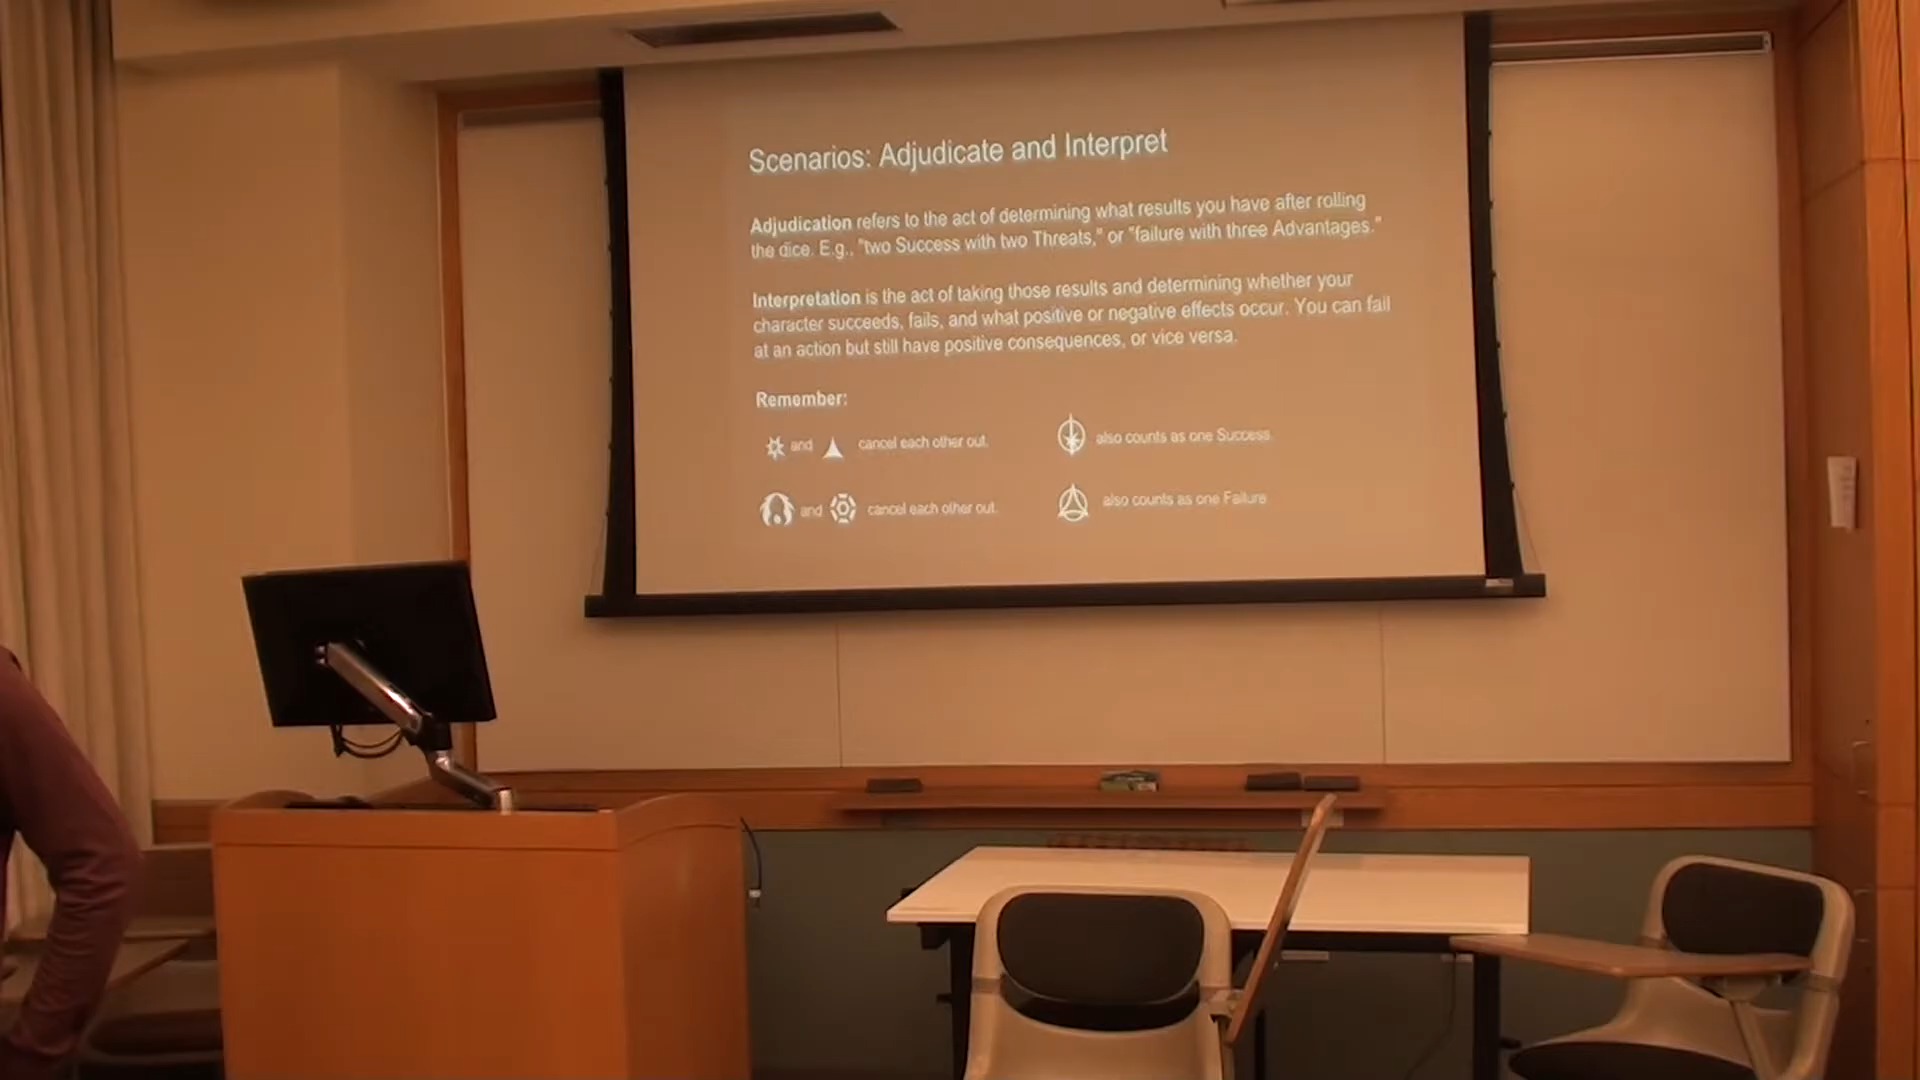 Scenarios: Adjudicate and Interpret
Adjudication refers to the act of determining what results you have after rolling
the dice. E.g., "two Success with two Threats," or "failure with three Advantages."
Interpretation is the act of taking those results and determining whether your
character succeeds, fails, and what positive or negative effects occur. You can fail
at an action but still have positive consequences, or vice versa.
Remember:
and cancel each other out.
also counts as one Success
and cancel each other out.
also counts as one Failure